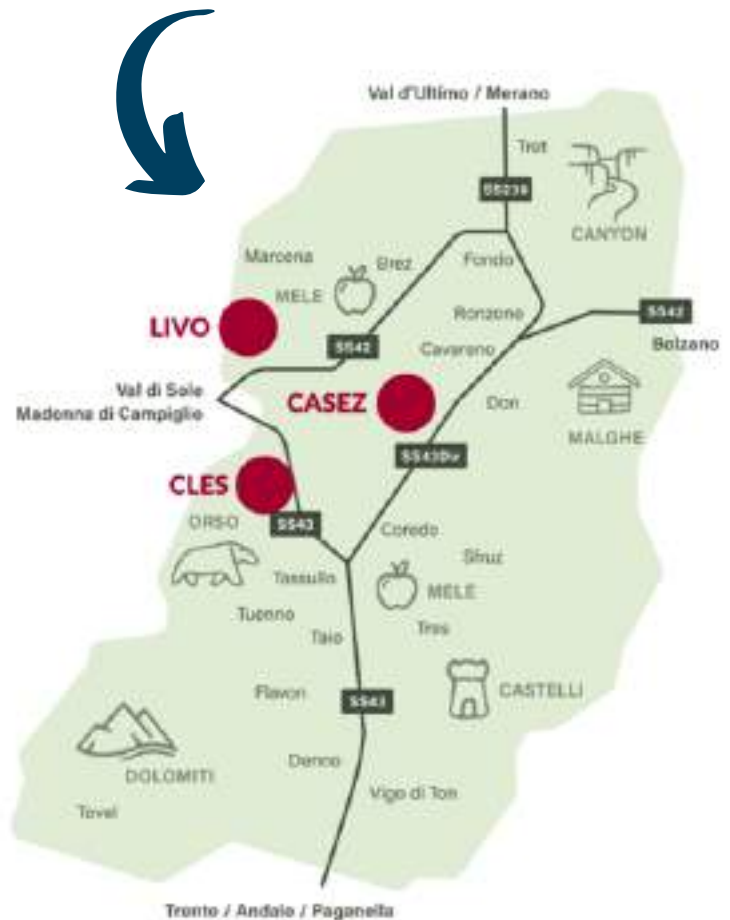 Val d'Ultimo / Merano
Tret
SS238
CANYON
Marcena
Brez
Fondo
MELE
Ronzone
SS42
LIVO
SS42
Cavareno
Bolzano
Val di Sole
Madonna di Campiglio
CASEZ
Don
MALGHE
SS43Dir
CLES
ORSO
SS43
Coredo
Sfruz
Tassullo
MELE
Tuenno
Tres
Taio
Flavon
SS43
CASTELLI
Denno
DOLOMITI
Vigo di Ton
Tovel
Trento / Andalo / Paganella